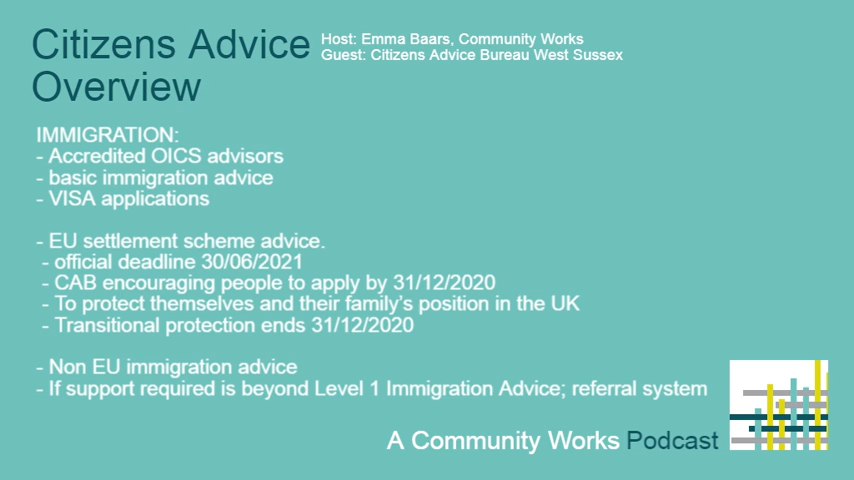 Citizens Advice
Overview
Host: Emma Baars, Community Works
Guest: Citizens Advice Bureau West Sussex
IMMIGRATION:
- Accredited OICS advisors
- basic immigration advice
- VISA applications
- EU settlement scheme advice.
- official deadline 30/06/2021
- CAB encouraging people to apply by 31/12/2020
- To protect themselves and their family's position in the UK
- Transitional protection ends 31/12/2020
- Non EU immigration advice
- If support required is beyond Level 1 Immigration Advice; referral system
A Community Works Podcast